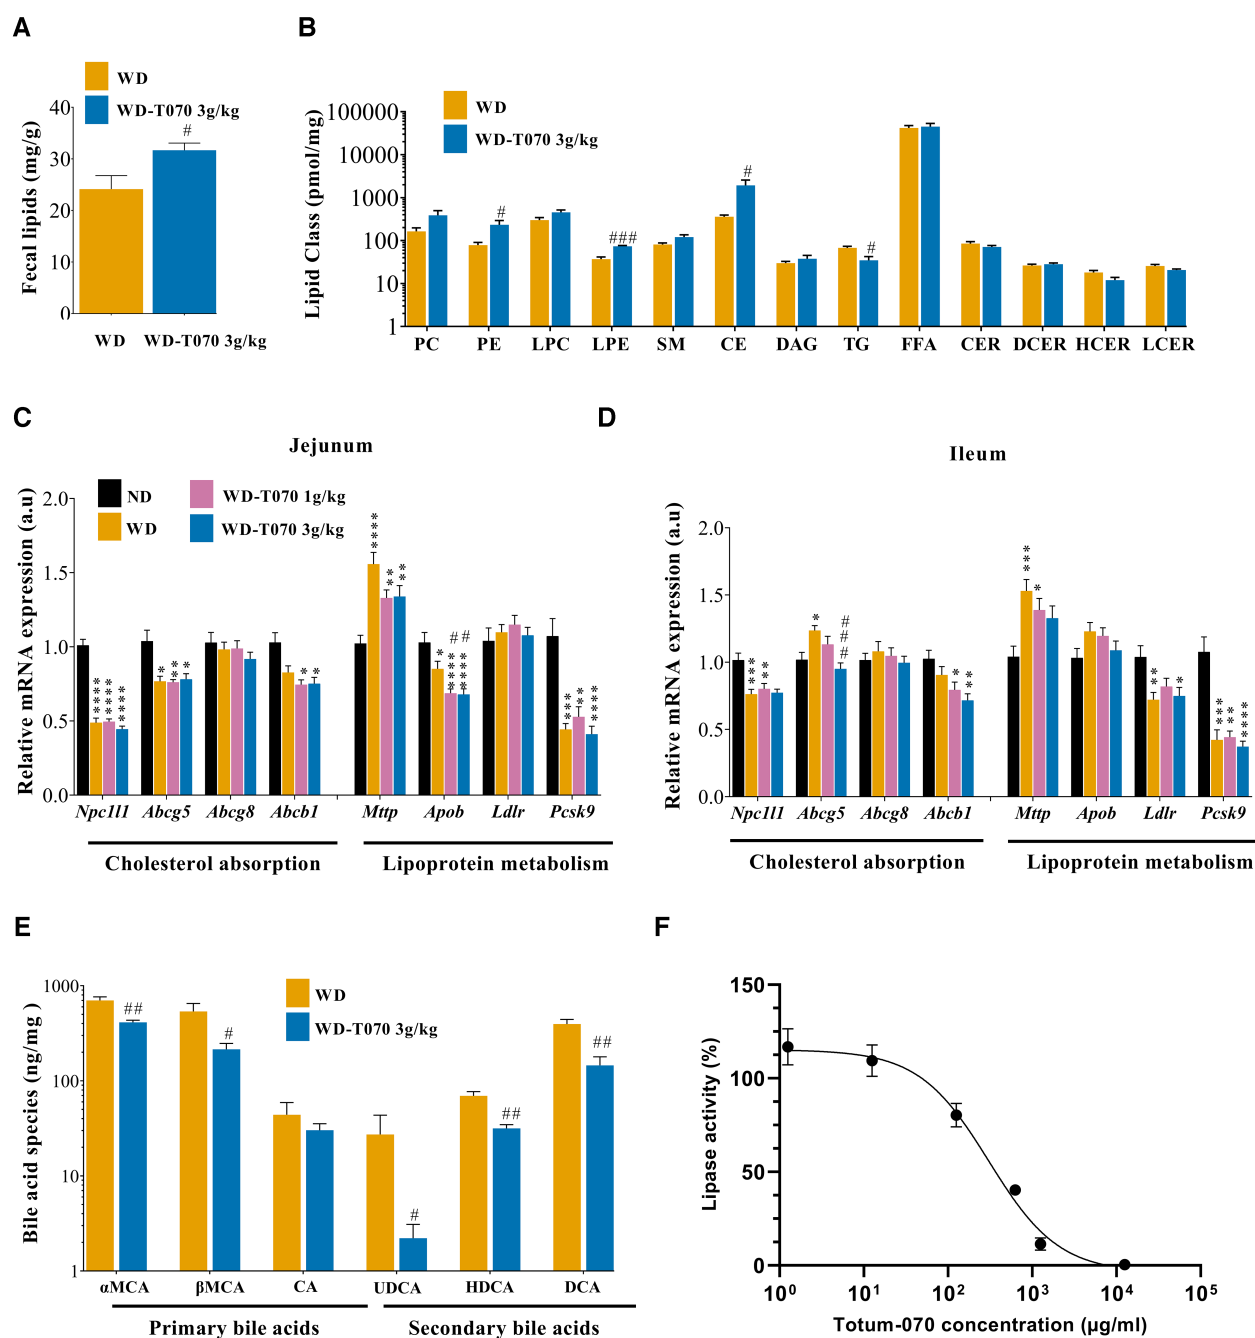 A
WD
WD-T070 3g/kg
Fecal lipids (mg/g)
40
30
20
10
0
#
WD WD-T070 3g/kg
B
WD
WD-T070 3g/kg
Lipid Class (pmol/mg)
100000
10000
1000
100
10
1
# ### # #
PC PE LPC LPE SM CE DAG TG FFA CER DCER HCER LCER
C
Jejunum
ND
WD
WD-T070 1g/kg
WD-T070 3g/kg
Relative mRNA expression (a.u)
2.0
1.5
1.0
0.5
0.0
**** **** **** * ** * * * **** ** ** * ****## ****## *** ** ****
Npc1l1 Abcg5 Abcg8 Abcb1 Mttp Apob Ldlr Pcsk9
Cholesterol absorption Lipoprotein metabolism
D
Ileum
Relative mRNA expression (a.u)
2.0
1.5
1.0
0.5
0.0
*** ** * ### * ** *** * ** * *** ** ****
Npc1l1 Abcg5 Abcg8 Abcb1 Mttp Apob Ldlr Pcsk9
Cholesterol absorption Lipoprotein metabolism
E
WD
WD-T070 3g/kg
Bile acid species (ng/mg )
1000
100
10
1
## # # ## ##
αMCA βMCA CA UDCA HDCA DCA
Primary bile acids Secondary bile acids
F
Lipase activity (%)
150
100
50
0
10⁰ 10¹ 10² 10³ 10⁴ 10⁵
Totum-070 concentration (µg/ml)